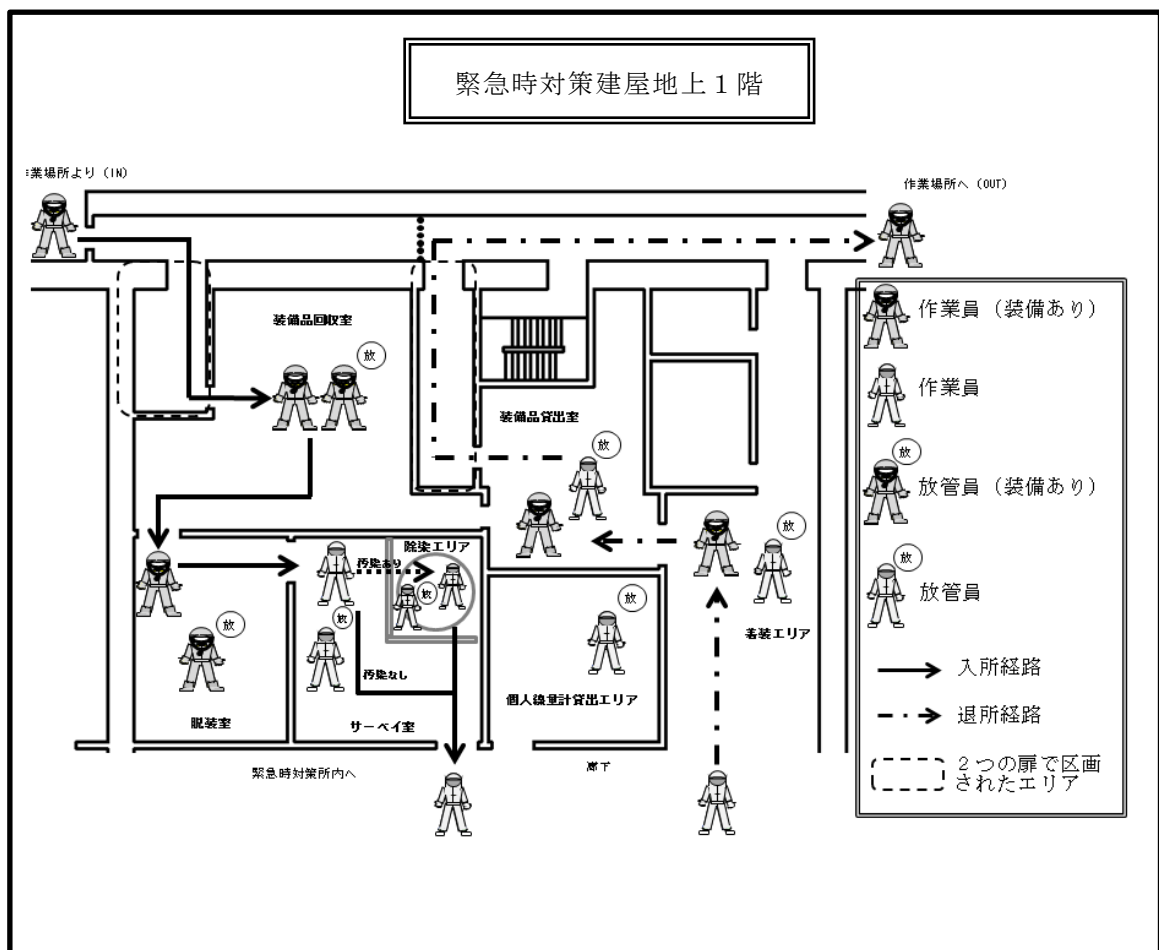 緊急時対策建屋地上１階
業場所より (IN)
作業場所へ (OUT)
装備品回収室
放
装備品貸出室
放
除染エリア
汚染あり
放
放
放
放
放
着装エリア
汚染なし
個人線量計貸出エリア
脱装室
サーベイ室
緊急時対策所内へ
廊下
作業員（装備あり）
作業員
放
放管員（装備あり）
放
放管員
入所経路
退所経路
２つの扉で区画
されたエリア